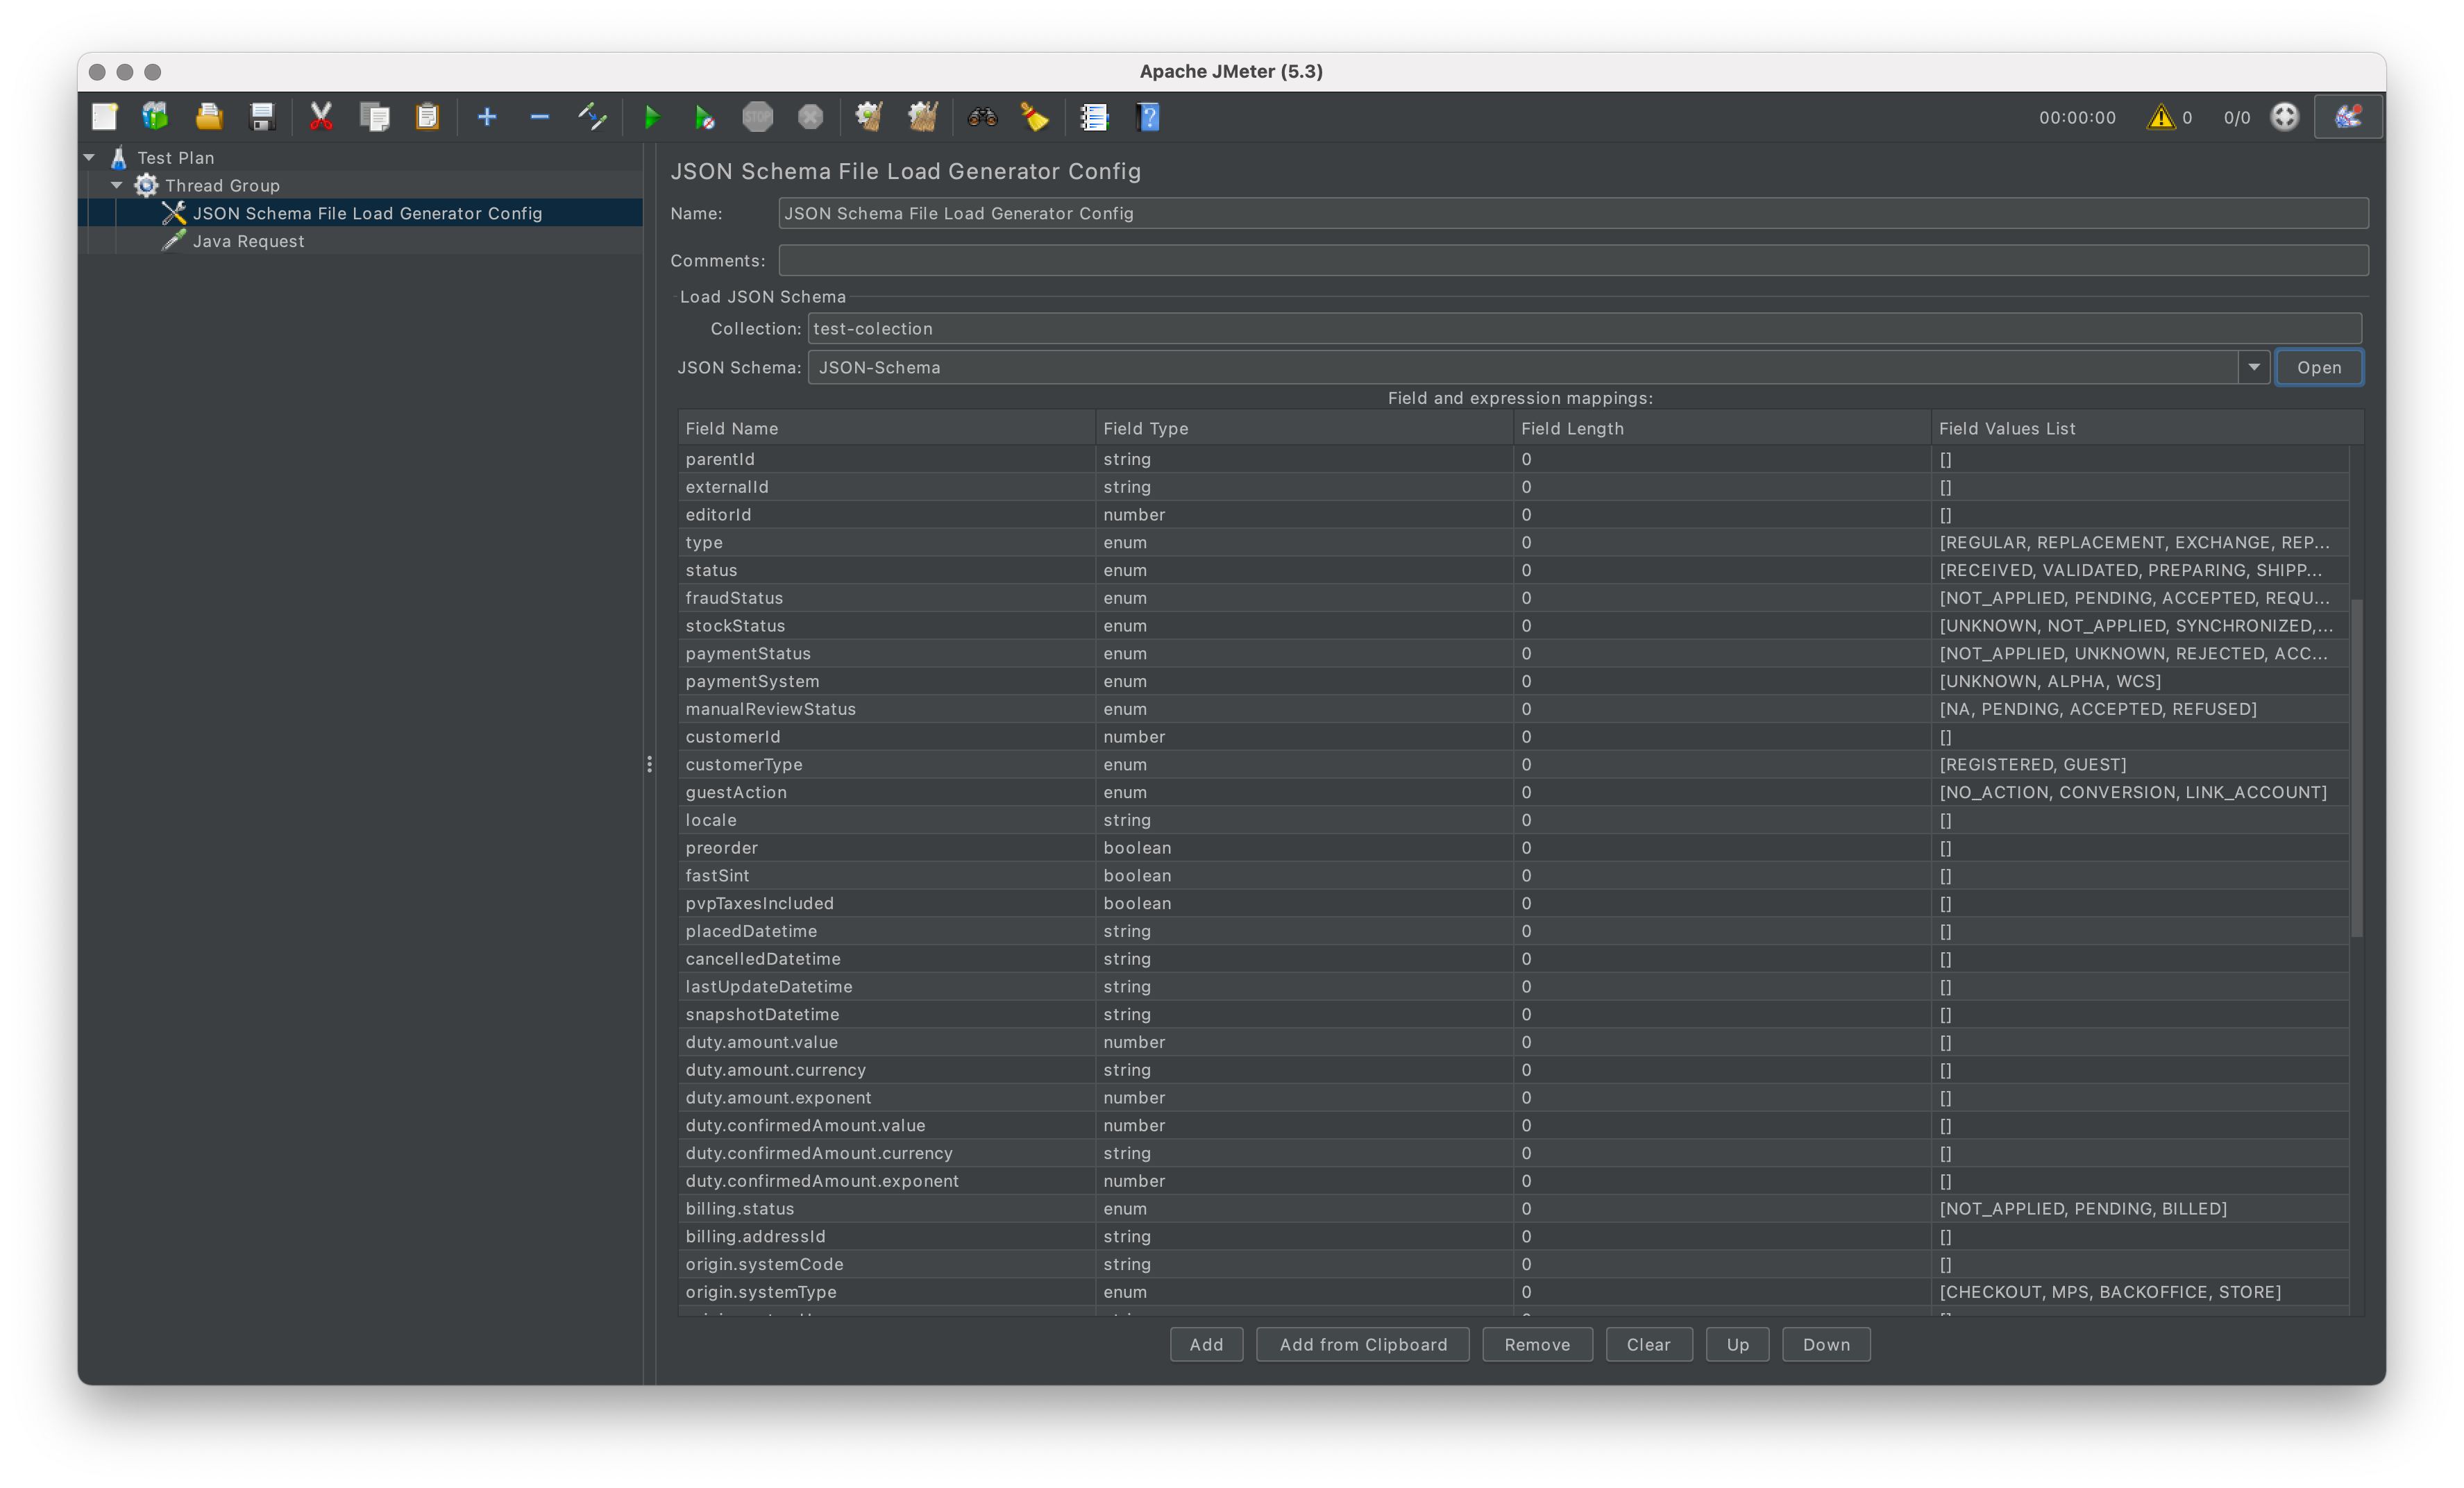 Apache JMeter (5.3)
STOP
00:00:00 0 0/0
Test Plan
Thread Group
JSON Schema File Load Generator Config
Java Request
JSON Schema File Load Generator Config
Name: JSON Schema File Load Generator Config
Comments:
Load JSON Schema
Collection: test-colection
JSON Schema: JSON-Schema Open
Field and expression mappings:
Field Name Field Type Field Length Field Values List
parentId string 0 []
externalId string 0 []
editorId number 0 []
type enum 0 [REGULAR, REPLACEMENT, EXCHANGE, REP...
status enum 0 [RECEIVED, VALIDATED, PREPARING, SHIPP...
fraudStatus enum 0 [NOT_APPLIED, PENDING, ACCEPTED, REQU...
stockStatus enum 0 [UNKNOWN, NOT_APPLIED, SYNCHRONIZED,...
paymentStatus enum 0 [NOT_APPLIED, UNKNOWN, REJECTED, ACC...
paymentSystem enum 0 [UNKNOWN, ALPHA, WCS]
manualReviewStatus enum 0 [NA, PENDING, ACCEPTED, REFUSED]
customerId number 0 []
customerType enum 0 [REGISTERED, GUEST]
guestAction enum 0 [NO_ACTION, CONVERSION, LINK_ACCOUNT]
locale string 0 []
preorder boolean 0 []
fastSint boolean 0 []
pvpTaxesIncluded boolean 0 []
placedDatetime string 0 []
cancelledDatetime string 0 []
lastUpdateDatetime string 0 []
snapshotDatetime string 0 []
duty.amount.value number 0 []
duty.amount.currency string 0 []
duty.amount.exponent number 0 []
duty.confirmedAmount.value number 0 []
duty.confirmedAmount.currency string 0 []
duty.confirmedAmount.exponent number 0 []
billing.status enum 0 [NOT_APPLIED, PENDING, BILLED]
billing.addressId string 0 []
origin.systemCode string 0 []
origin.systemType enum 0 [CHECKOUT, MPS, BACKOFFICE, STORE]
Add Add from Clipboard Remove Clear Up Down